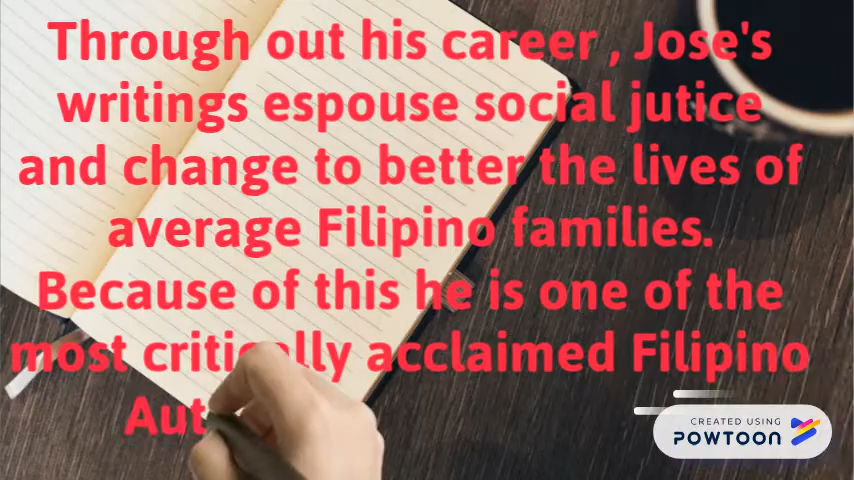 Through out his career , Jose's
writings espouse social jutice
and change to better the lives of
average Filipino families.
Because of this he is one of the
most critically acclaimed Filipino
Aut
CREATED USING
POWTOON